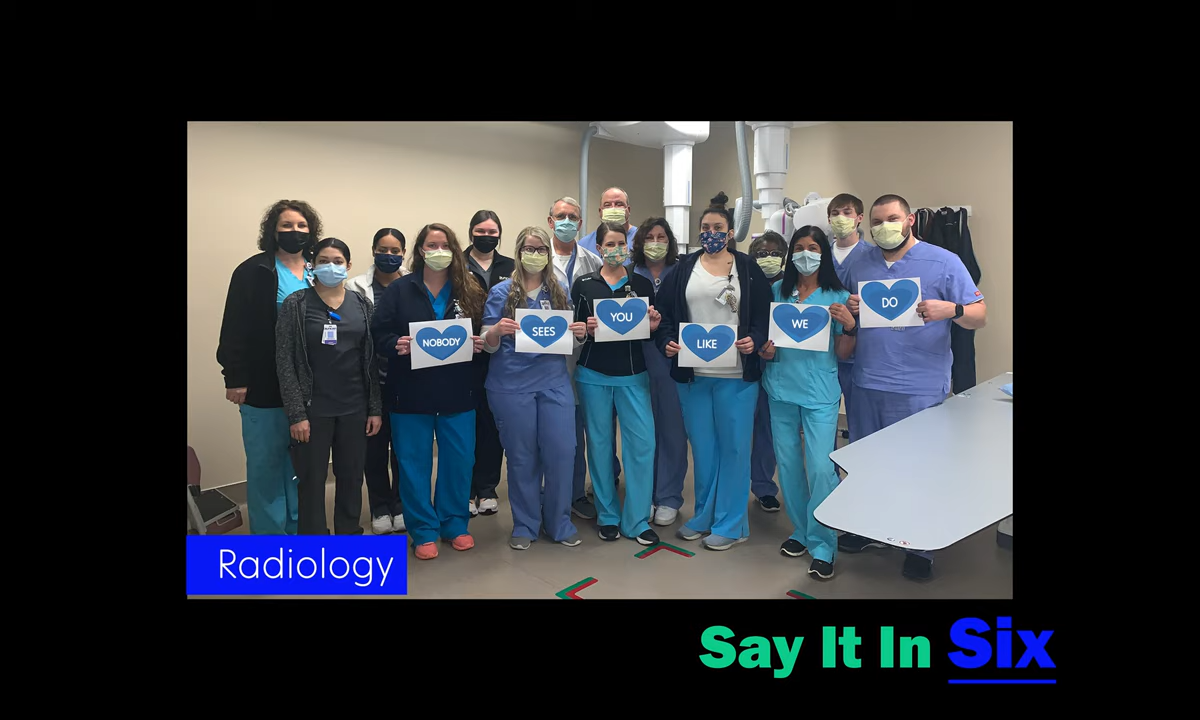 NOBODY
SEES
YOU
LIKE
WE
DO
Radiology
Say It In Six